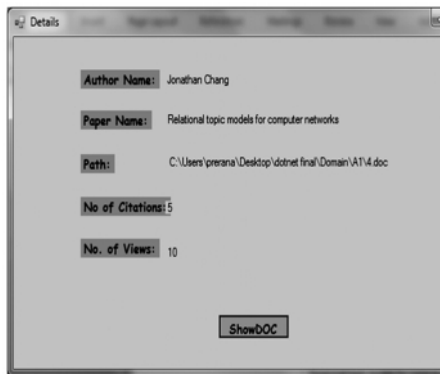 Details
Author Name: Jonathan Chang
Paper Name: Relational topic models for computer networks
Path: C:\Users\prerana\Desktop\dotnet final\Domain\A1\4.doc
No of Citations: 5
No. of Views: 10
ShowDOC